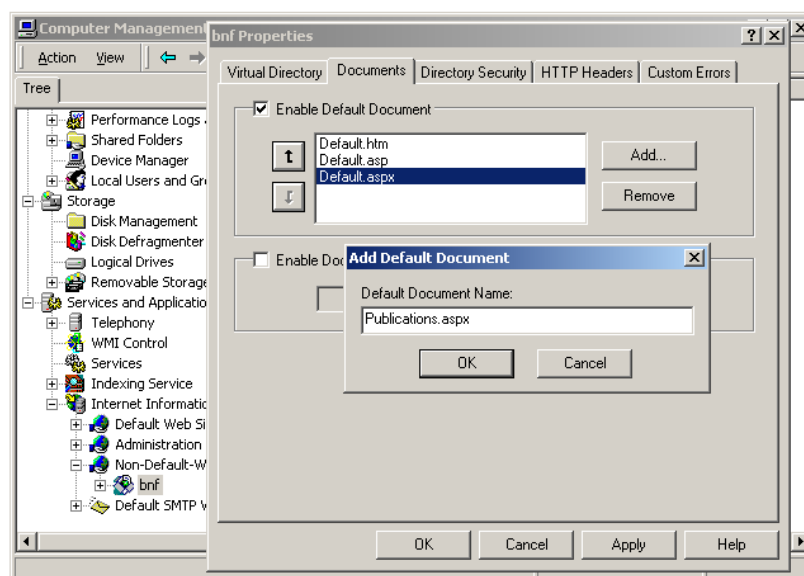 Computer Management
bnf Properties
Action View
Tree
Performance Logs
Shared Folders
Device Manager
Local Users and Gr
Storage
Disk Management
Disk Defragmenter
Logical Drives
Removable Storage
Services and Applicatio
Telephony
WMI Control
Services
Indexing Service
Internet Informatic
Default Web Si
Administration
Non-Default-W
bnf
Default SMTP V
Virtual Directory Documents Directory Security HTTP Headers Custom Errors
Enable Default Document
Default.htm
Default.asp
Default.aspx
Add...
Remove
Enable Doc
Add Default Document
Default Document Name:
Publications.aspx
OK Cancel
OK Cancel Apply Help